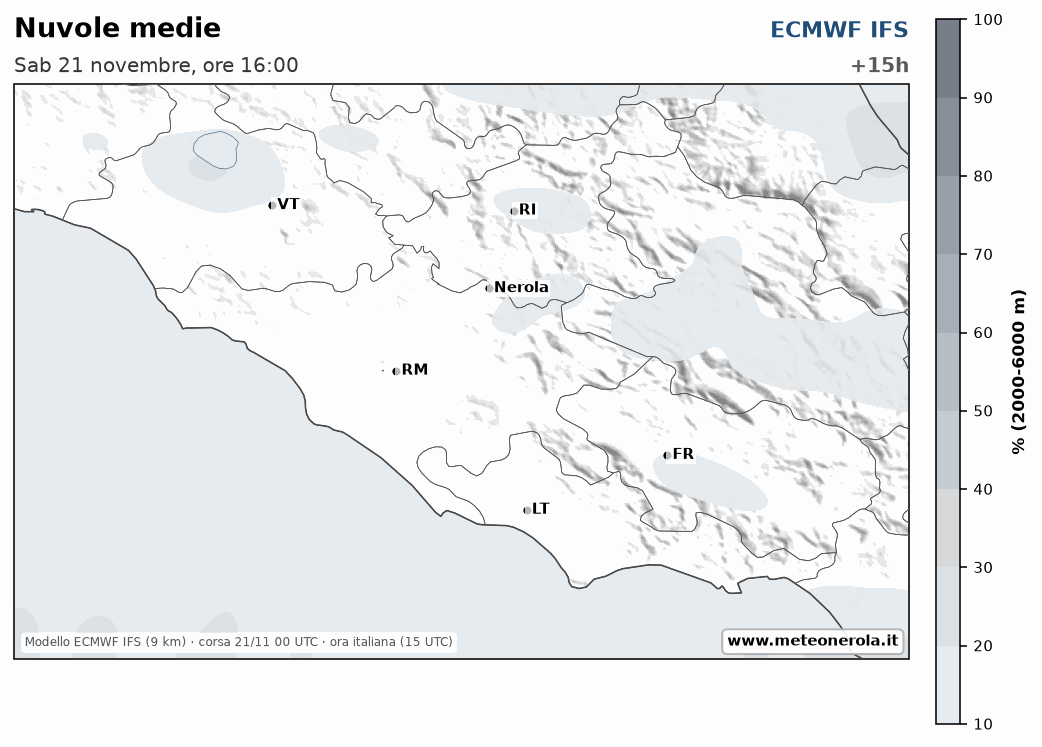 Nuvole medie
ECMWF IFS
Sab 21 novembre, ore 16:00
+15h
100
90
80
70
60
50
40
30
20
10
% (2000-6000 m)
VT
RI
Nerola
RM
FR
LT
Modello ECMWF IFS (9 km) · corsa 21/11 00 UTC · ora italiana (15 UTC)
www.meteonerola.it